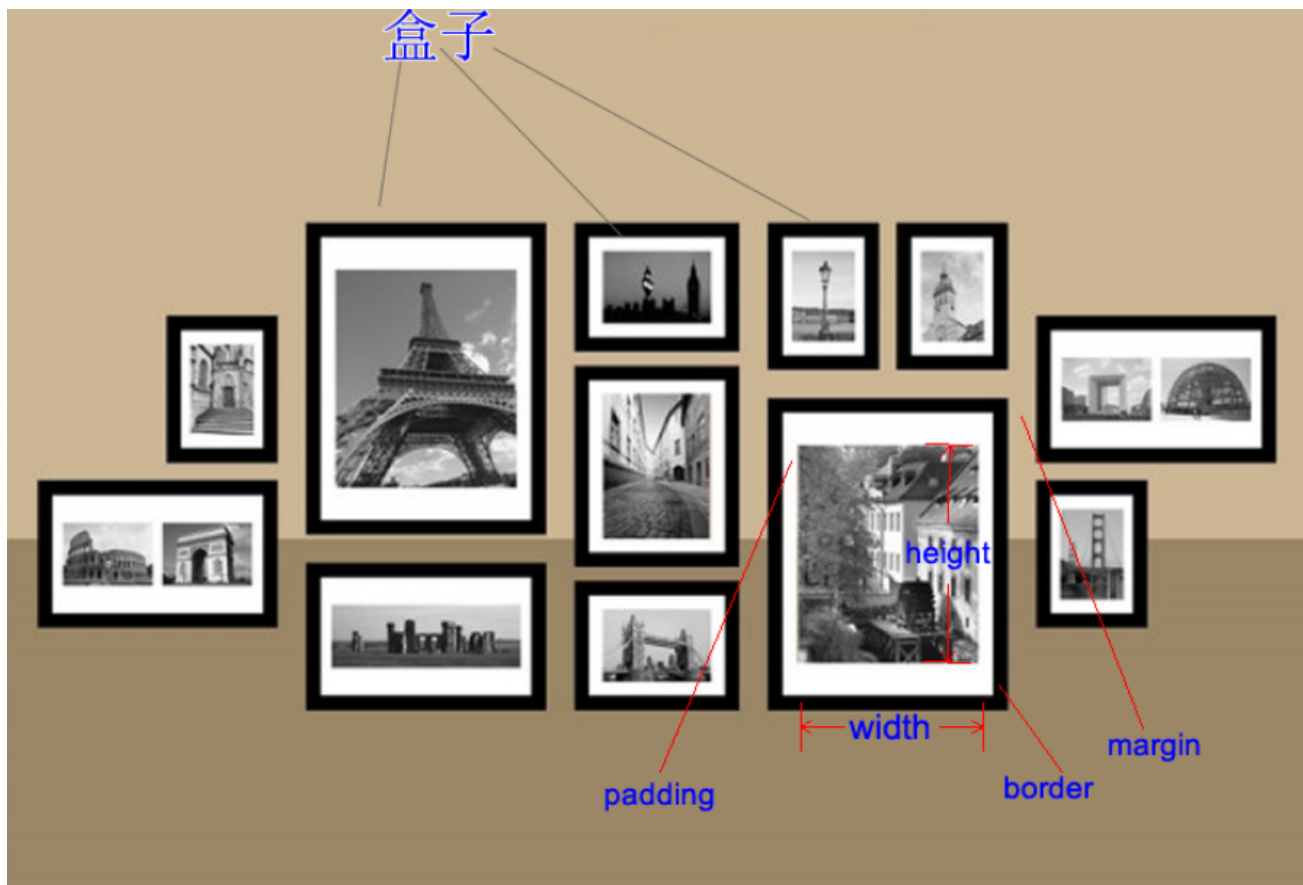 盒子
height
width
margin
border
padding